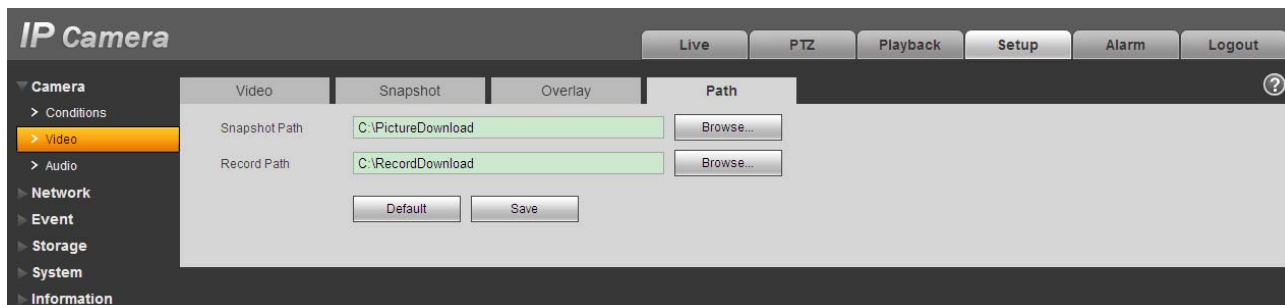 IP Camera
Live PTZ Playback Setup Alarm Logout
Camera
Video Snapshot Overlay Path
?
> Conditions
Snapshot Path C:\PictureDownload Browse...
> Video
> Audio
Record Path C:\RecordDownload Browse...
Network
Default Save
Event
Storage
System
Information